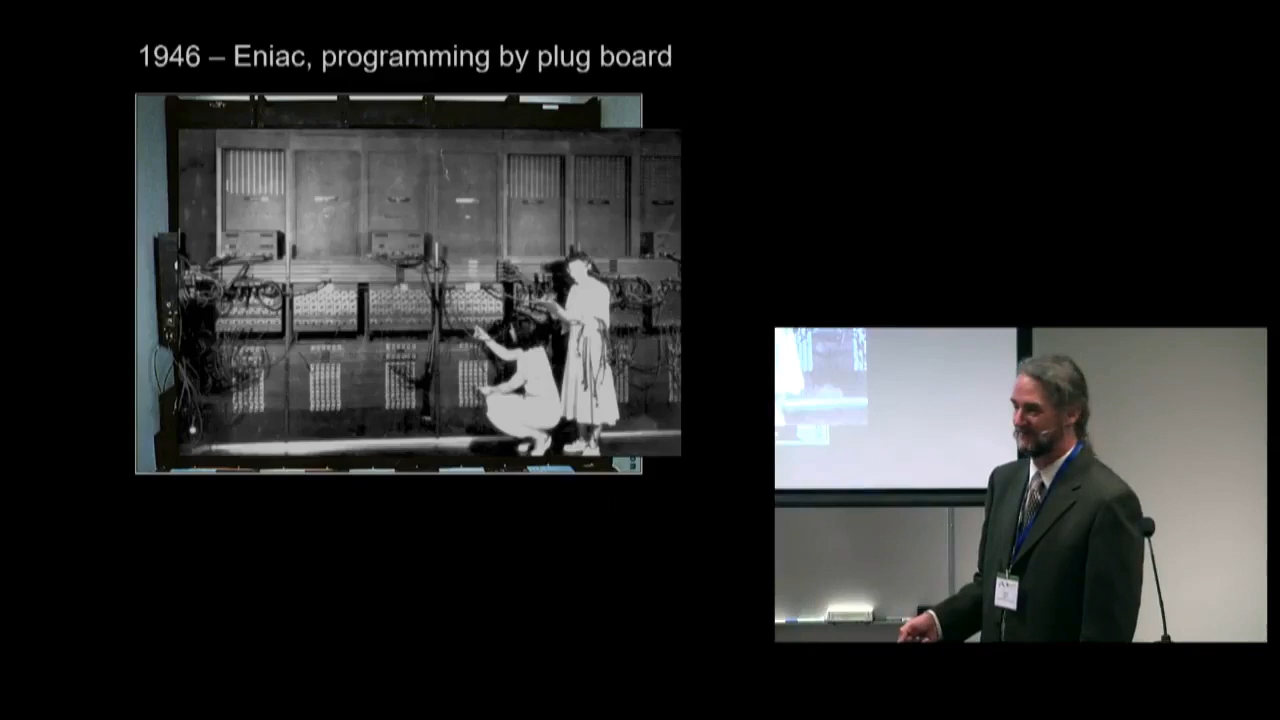 1946 – Eniac, programming by plug board